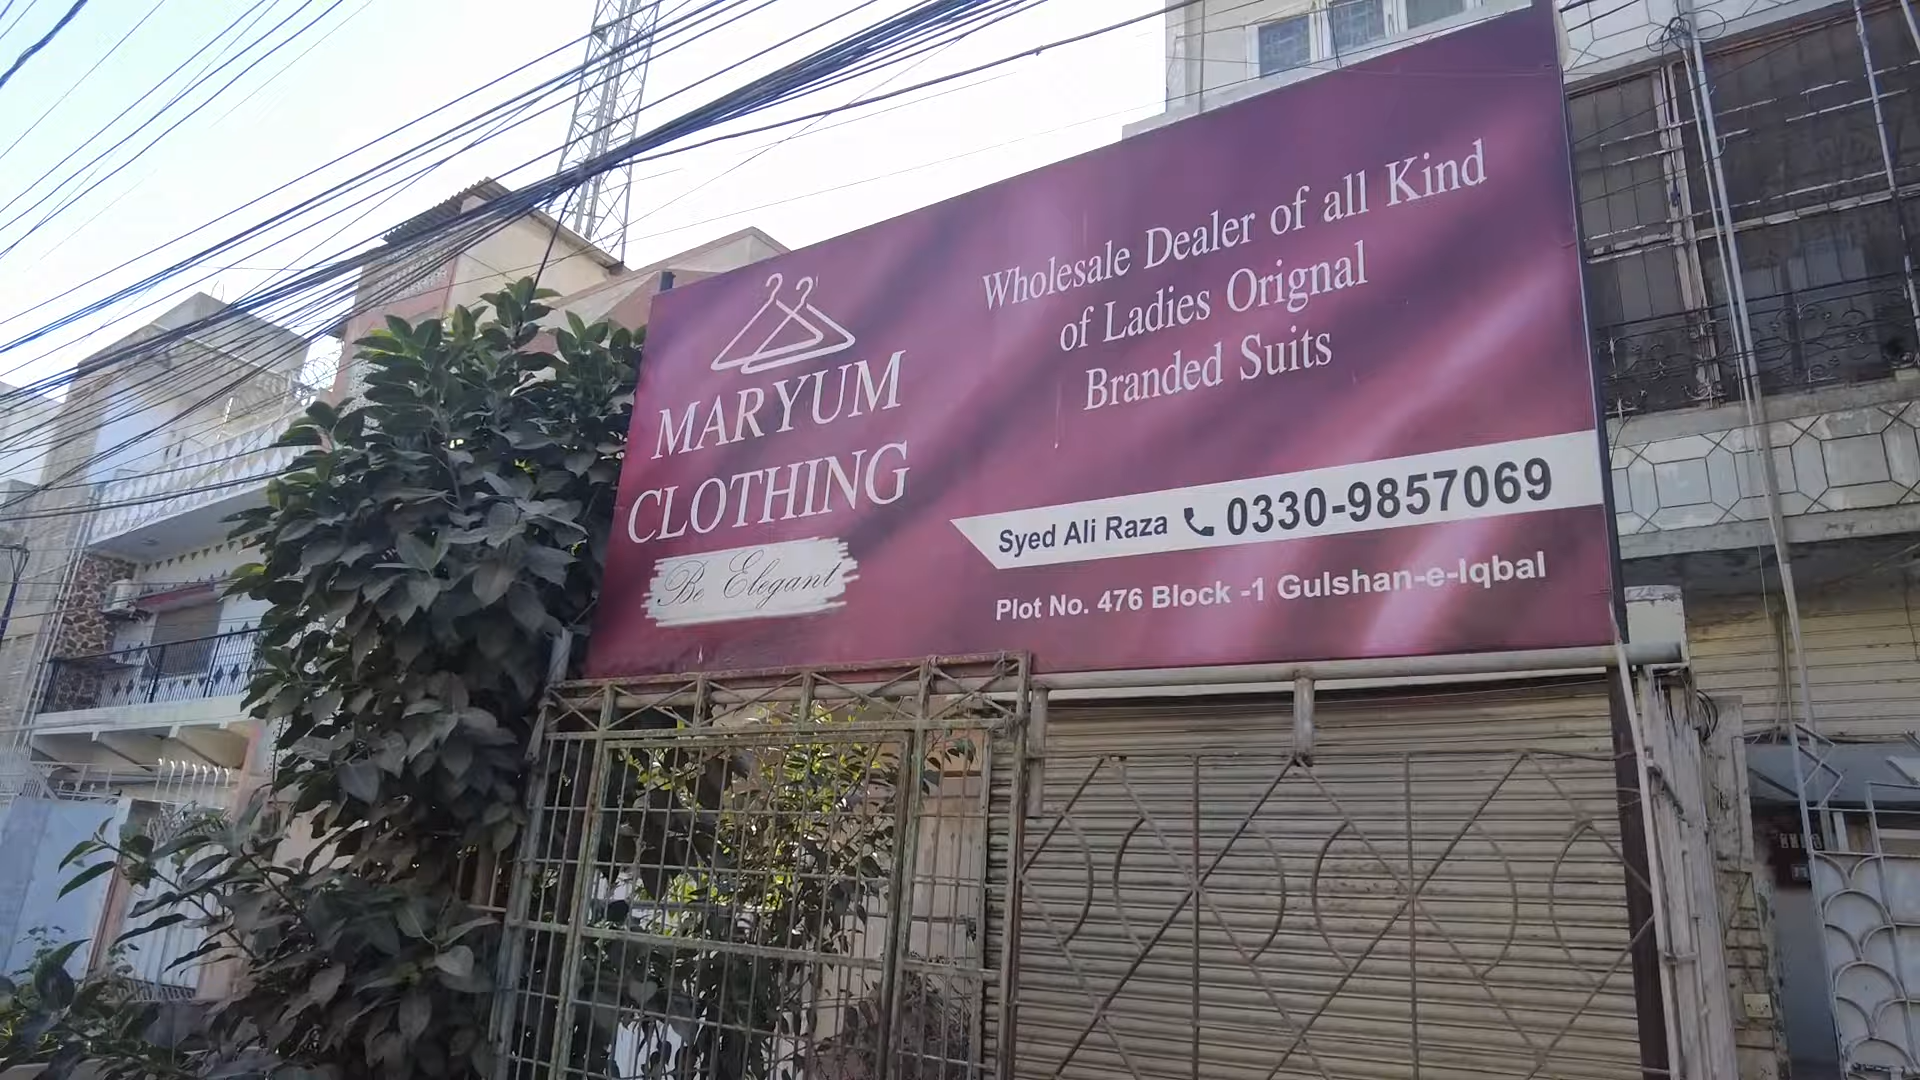 MARYUM
CLOTHING
Be Elegant
Wholesale Dealer of all Kind
of Ladies Orignal
Branded Suits
Syed Ali Raza 0330-9857069
Plot No. 476 Block -1 Gulshan-e-Iqbal